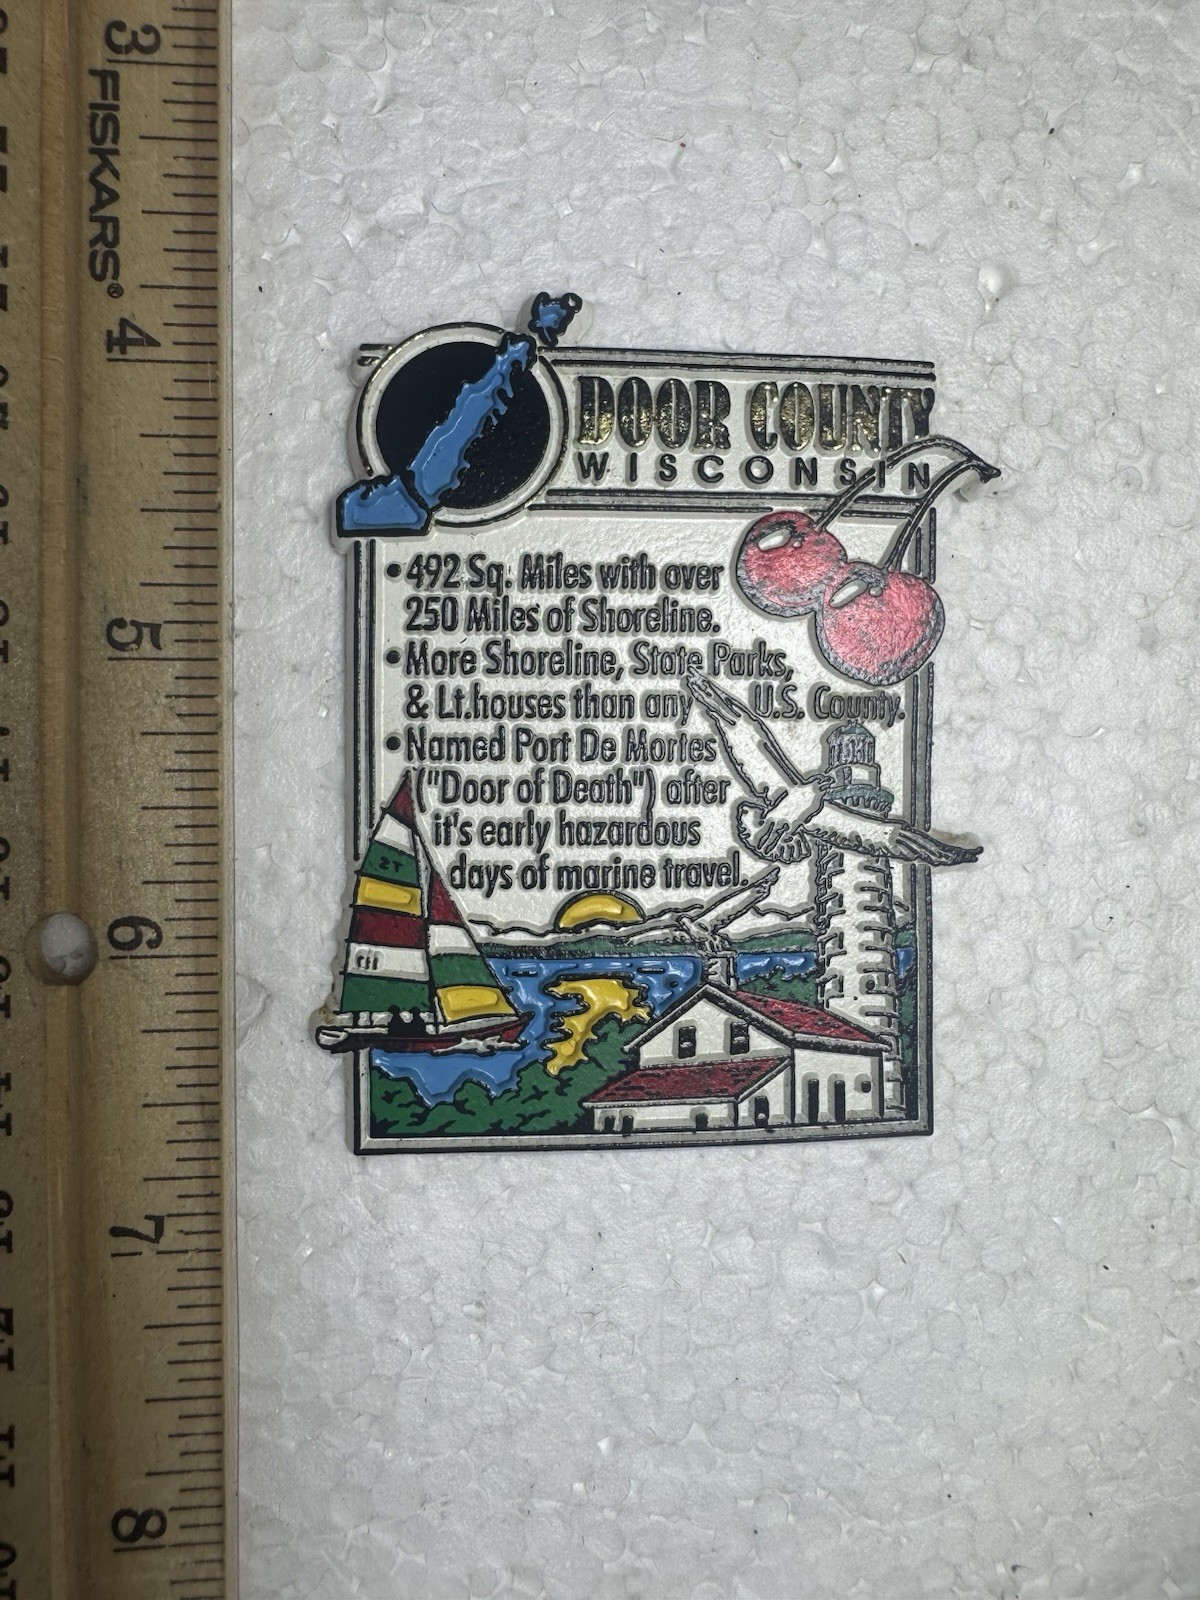 DOOR COUNTY
WISCONSIN
•492 Sq. Miles with over
250 Miles of Shoreline.
•More Shoreline, State Parks,
& Lt.houses than any U.S. County.
•Named Port De Mortes
("Door of Death") after
it's early hazardous
days of marine travel.
3
FISKARS®
4
5
6
7
8